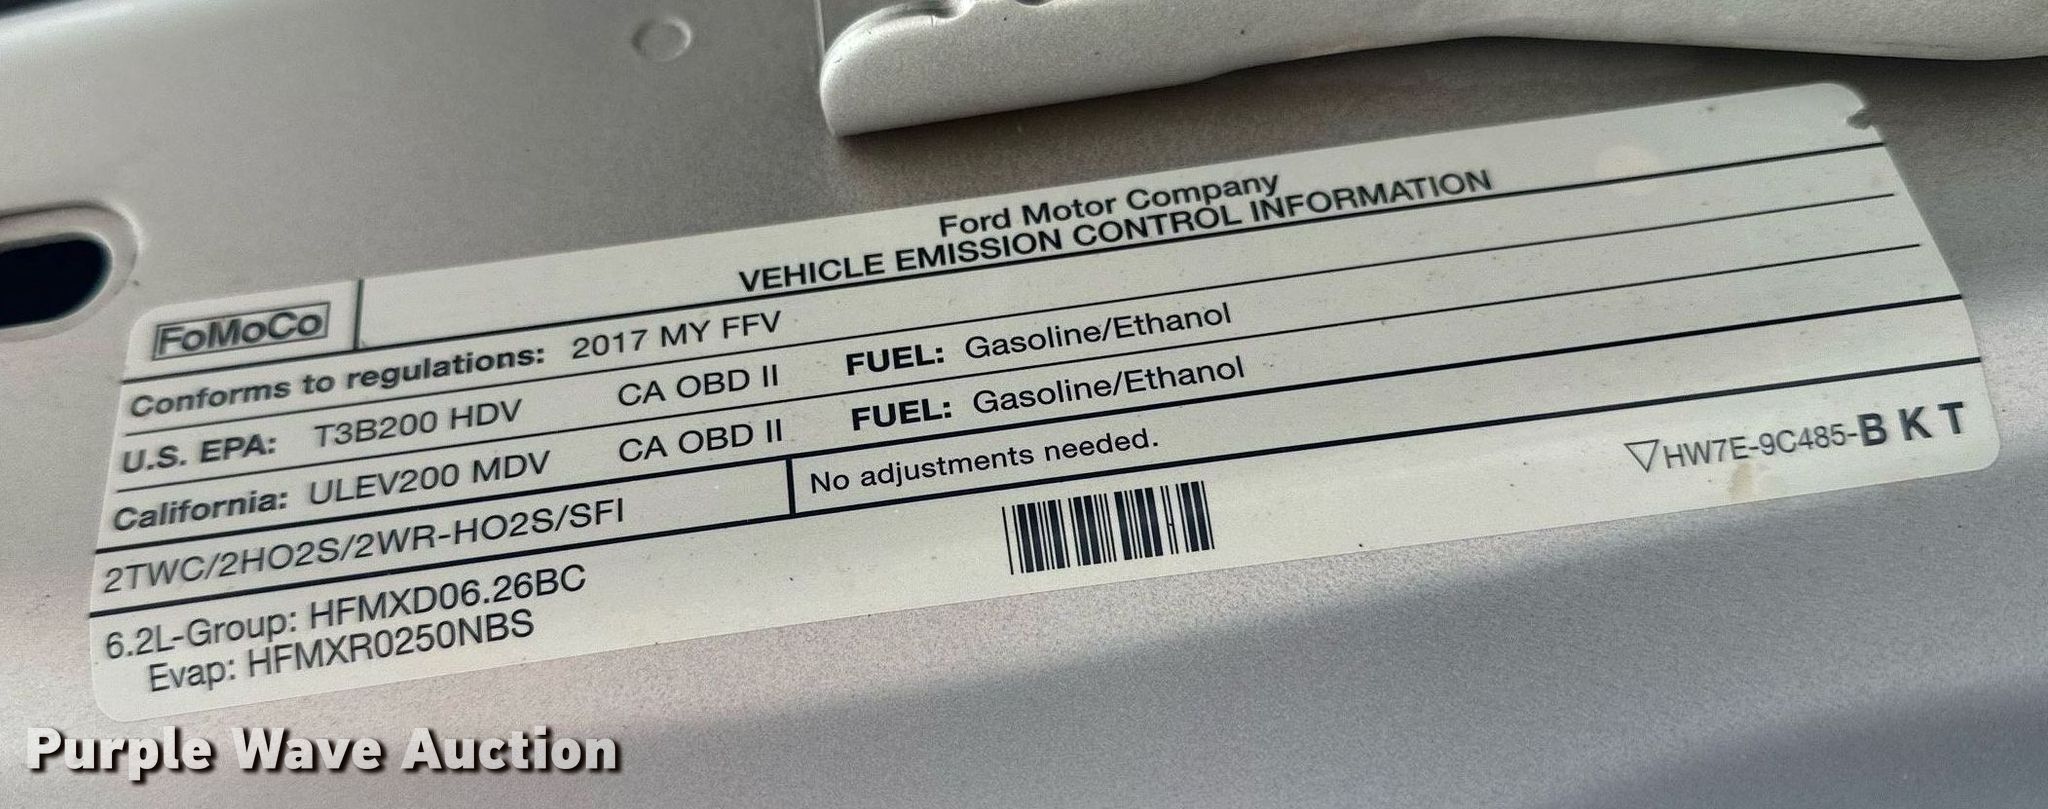 Ford Motor Company
VEHICLE EMISSION CONTROL INFORMATION
FoMoCo
Conforms to regulations: 2017 MY FFV
U.S. EPA: T3B200 HDV CA OBD II FUEL: Gasoline/Ethanol
California: ULEV200 MDV CA OBD II FUEL: Gasoline/Ethanol
2TWC/2HO2S/2WR-HO2S/SFI No adjustments needed.
6.2L-Group: HFMXD06.26BC
Evap: HFMXR0250NBS
▽HW7E-9C485-BKT
Purple Wave Auction